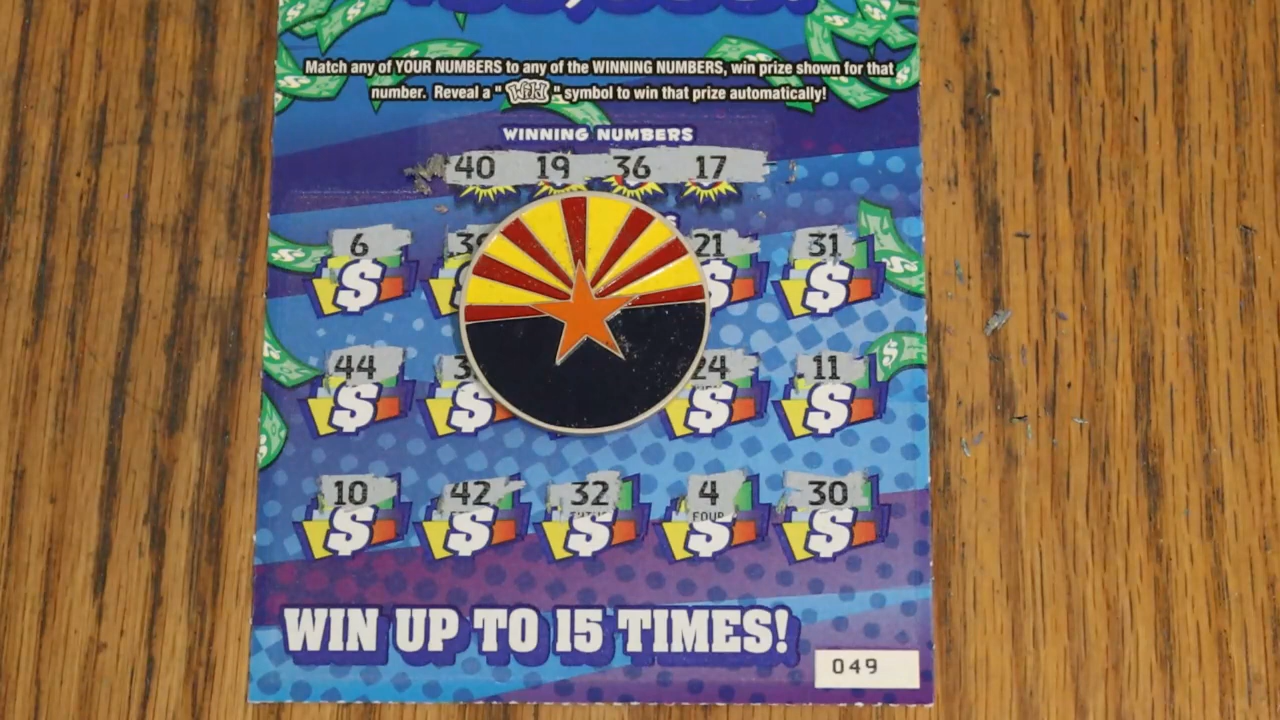 Match any of YOUR NUMBERS to any of the WINNING NUMBERS, win prize shown for that
number. Reveal a "Wild" symbol to win that prize automatically!
WINNING NUMBERS
40 19 36 17
6 21 31
44 24 11
10 42 32 4 30
FOUR
WIN UP TO 15 TIMES!
049